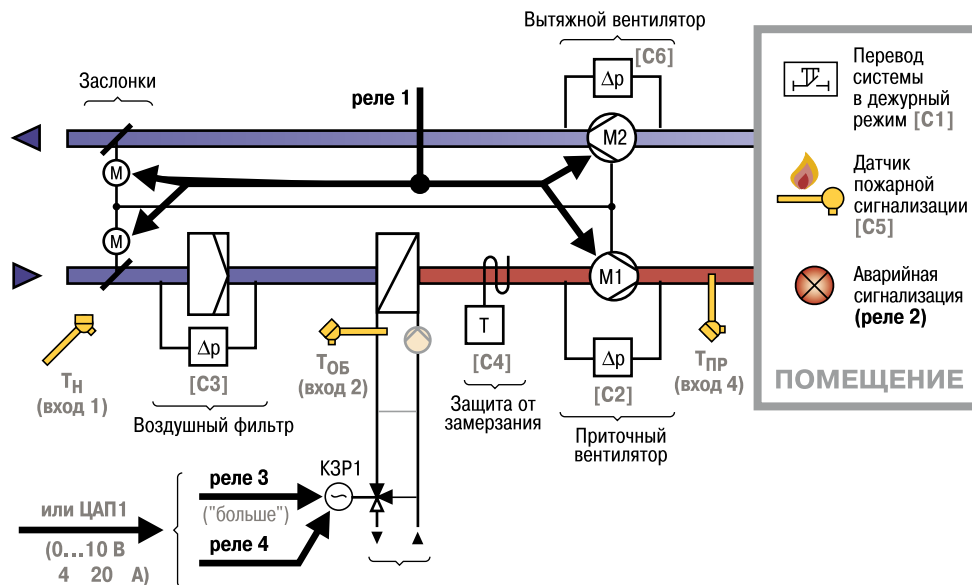 Вытяжной вентилятор
[C6]
Δp
Заслонки
реле 1
M2
M
M
M1
Δp
[C3]
Воздушный фильтр
TН
(вход 1)
TОБ
(вход 2)
T
[C4]
Защита от
замерзания
Δp
[C2]
Приточный
вентилятор
TПР
(вход 4)
Перевод
системы
в дежурный
режим [C1]
Датчик
пожарной
сигнализации
[C5]
Аварийная
сигнализация
(реле 2)
ПОМЕЩЕНИЕ
КЗР1
реле 3
("больше")
реле 4
или ЦАП1
(0...10 В
4 20 А)